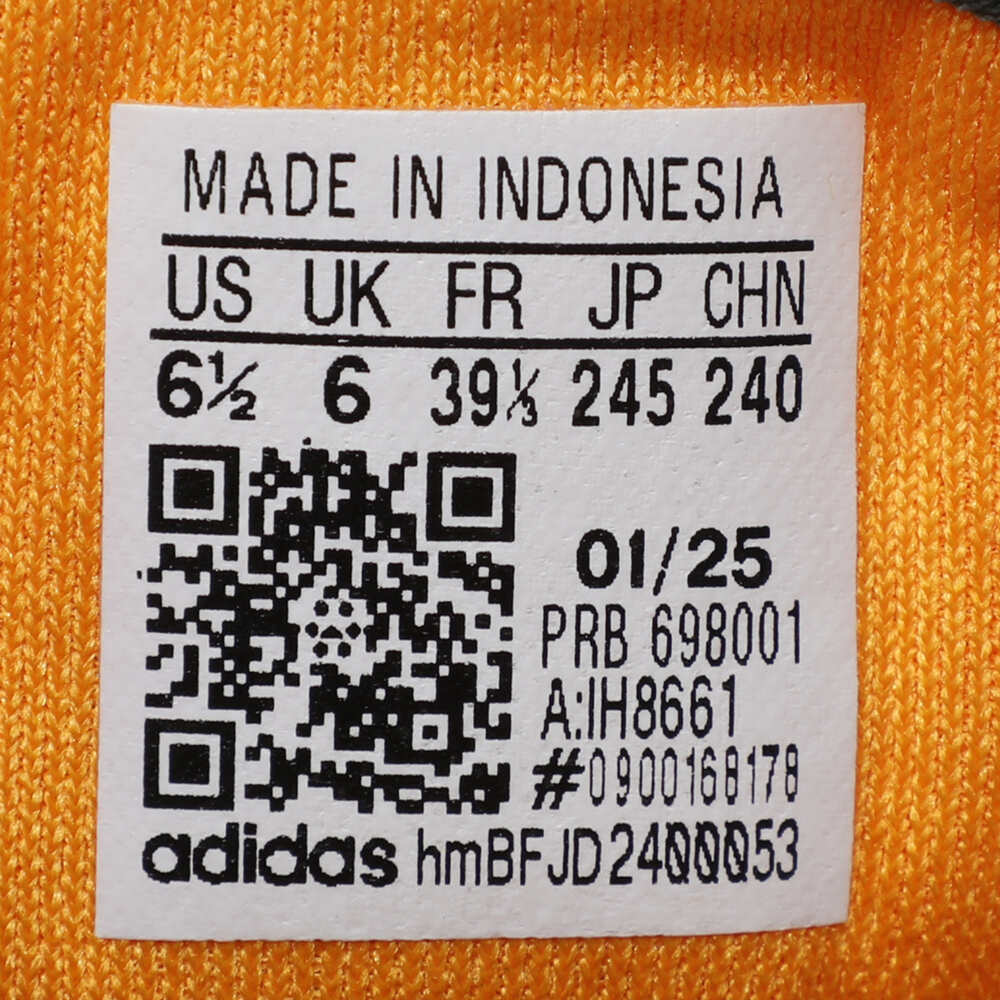 MADE IN INDONESIA
US UK FR JP CHN
6½ 6 39⅓ 245 240
01/25
PRB 698001
A:IH8661
#0900168178
adidas hmBFJD2400053